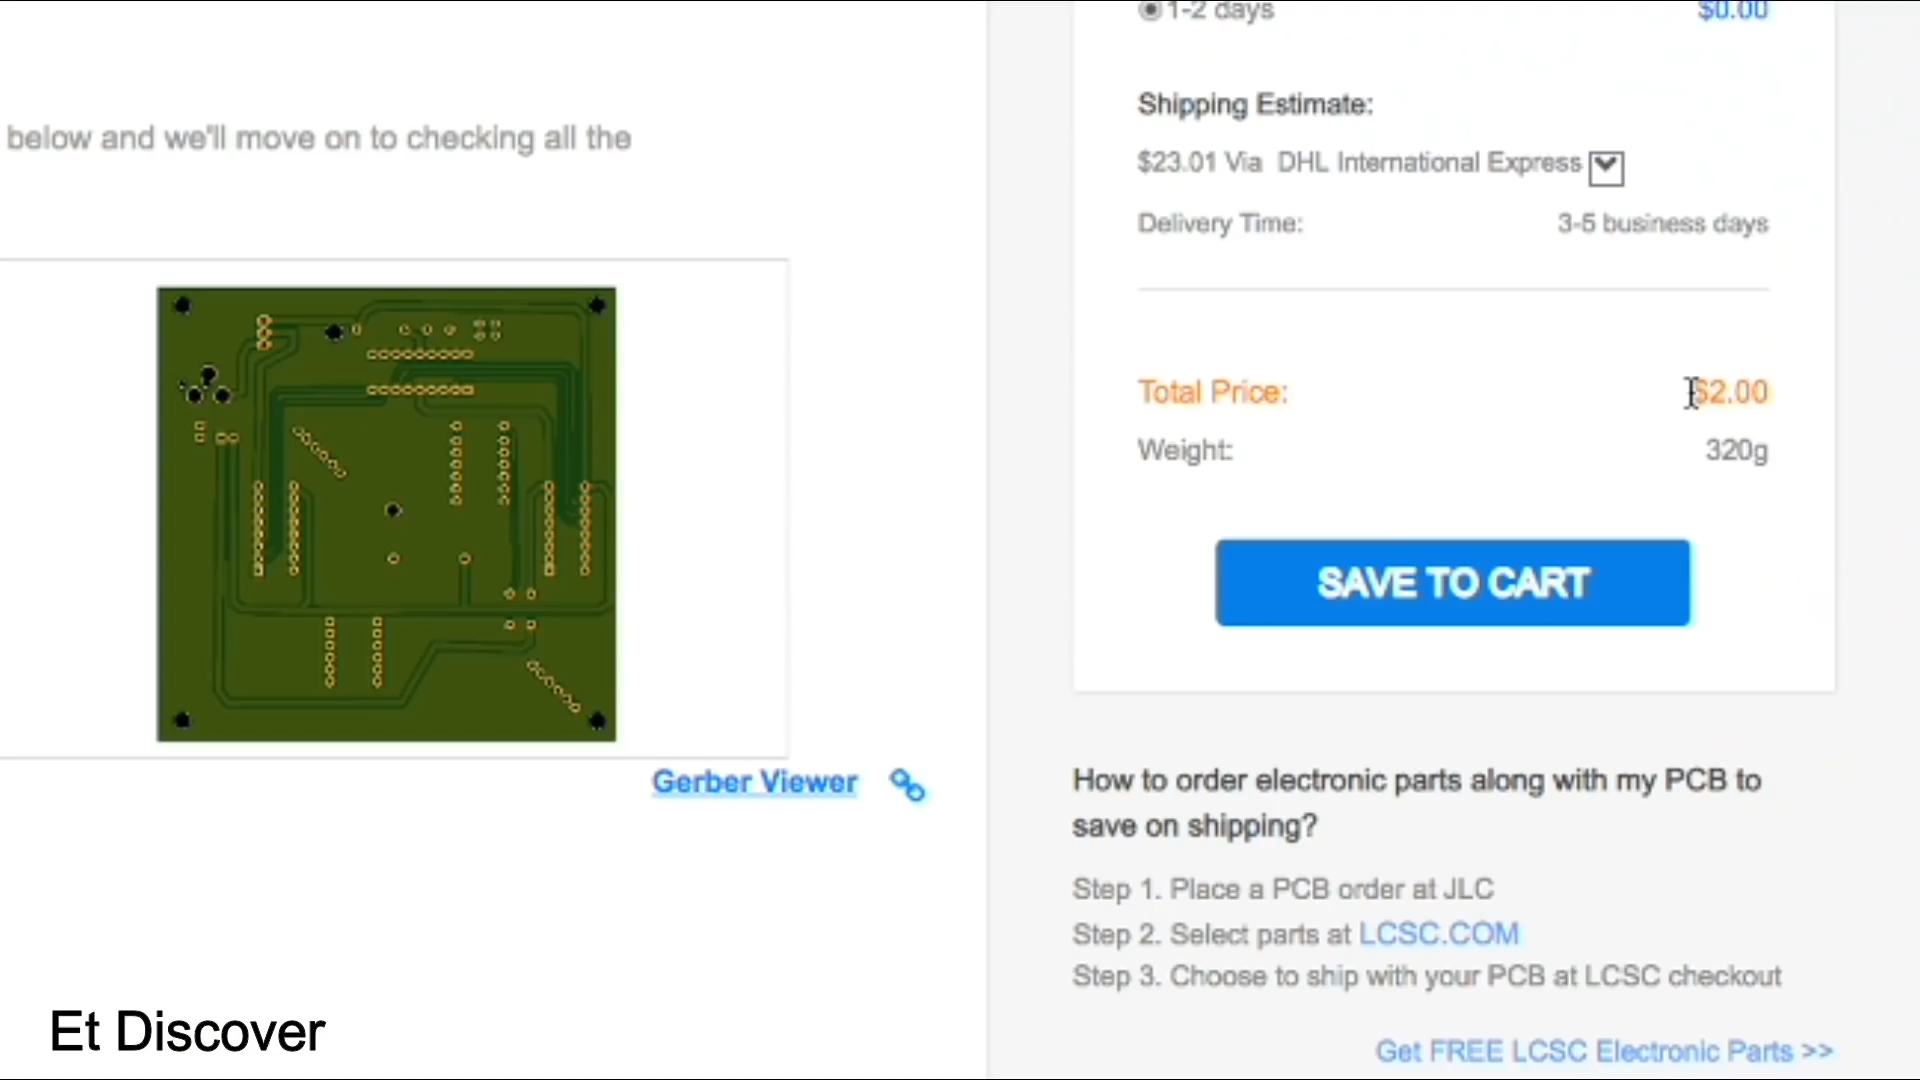 1-2 days $0.00
below and we'll move on to checking all the
Shipping Estimate:
$23.01 Via DHL International Express
Delivery Time: 3-5 business days
Total Price: $2.00
Weight: 320g
SAVE TO CART
Gerber Viewer
How to order electronic parts along with my PCB to
save on shipping?
Step 1. Place a PCB order at JLC
Step 2. Select parts at LCSC.COM
Step 3. Choose to ship with your PCB at LCSC checkout
Get FREE LCSC Electronic Parts >>
Et Discover